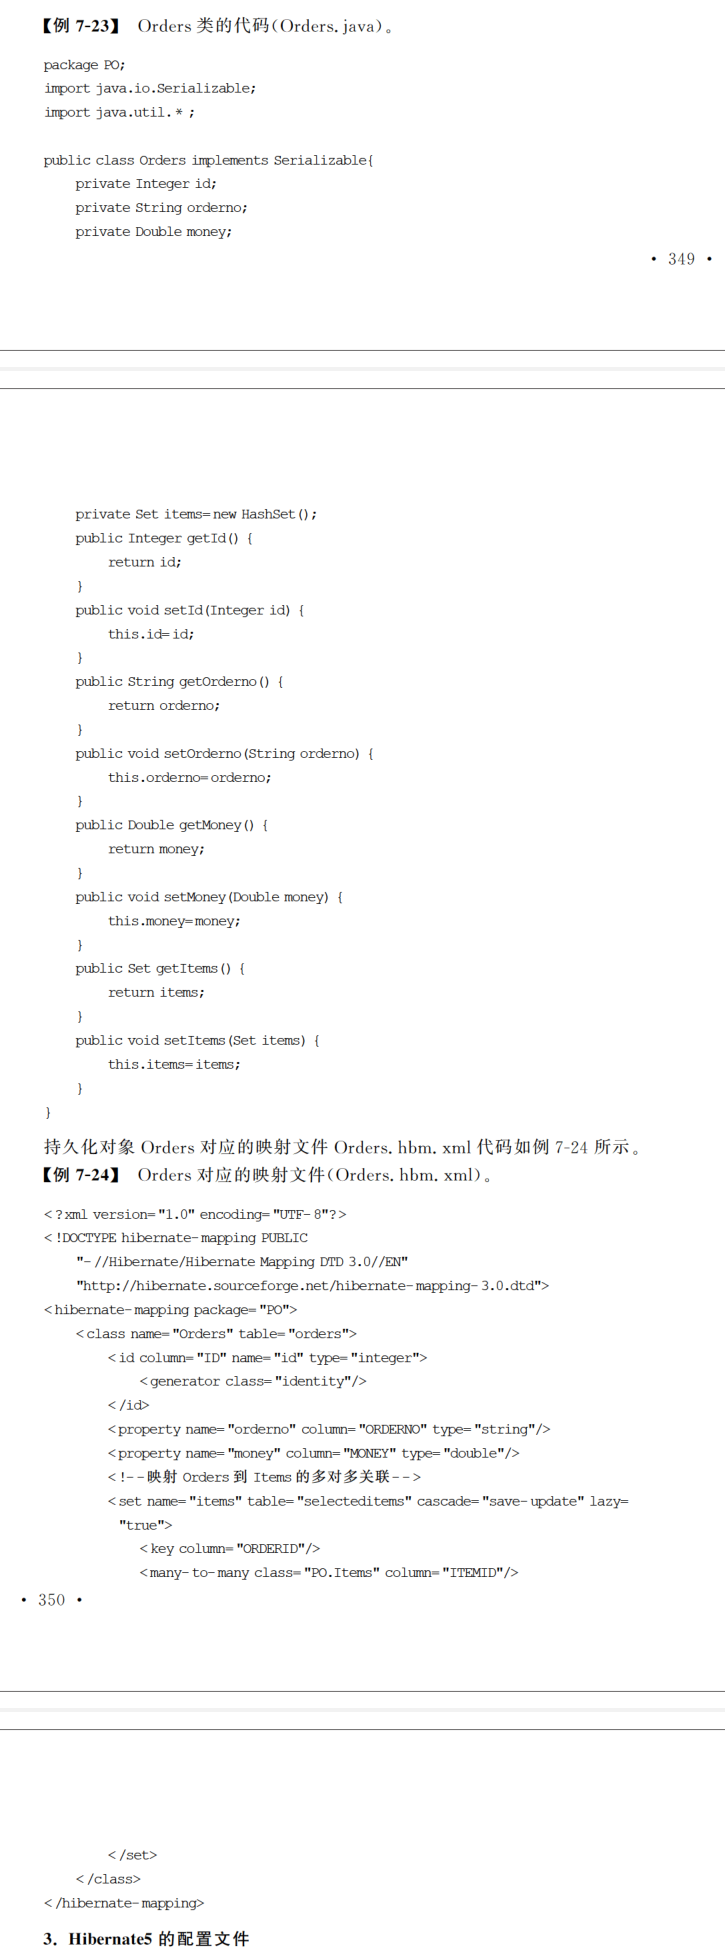 【例 7-23】 Orders 类的代码(Orders.java)。
package PO;
import java.io.Serializable;
import java.util.*;
public class Orders implements Serializable{
private Integer id;
private String orderno;
private Double money;
• 349 •
private Set items=new HashSet();
public Integer getId() {
return id;
}
public void setId(Integer id) {
this.id=id;
}
public String getOrderno() {
return orderno;
}
public void setOrderno(String orderno) {
this.orderno=orderno;
}
public Double getMoney() {
return money;
}
public void setMoney(Double money) {
this.money=money;
}
public Set getItems() {
return items;
}
public void setItems(Set items) {
this.items=items;
}
}
持久化对象 Orders 对应的映射文件 Orders.hbm.xml 代码如例 7-24 所示。
【例 7-24】 Orders 对应的映射文件(Orders.hbm.xml)。
<?xml version="1.0" encoding="UTF-8"?>
<!DOCTYPE hibernate-mapping PUBLIC
"-//Hibernate/Hibernate Mapping DTD 3.0//EN"
"http://hibernate.sourceforge.net/hibernate-mapping-3.0.dtd">
<hibernate-mapping package="PO">
<class name="Orders" table="orders">
<id column="ID" name="id" type="integer">
<generator class="identity"/>
</id>
<property name="orderno" column="ORDERNO" type="string"/>
<property name="money" column="MONEY" type="double"/>
<!--映射 Orders 到 Items 的多对多关联-->
<set name="items" table="selecteditems" cascade="save-update" lazy=
"true">
<key column="ORDERID"/>
<many-to-many class="PO.Items" column="ITEMID"/>
• 350 •
</set>
</class>
</hibernate-mapping>
3. Hibernate5 的配置文件